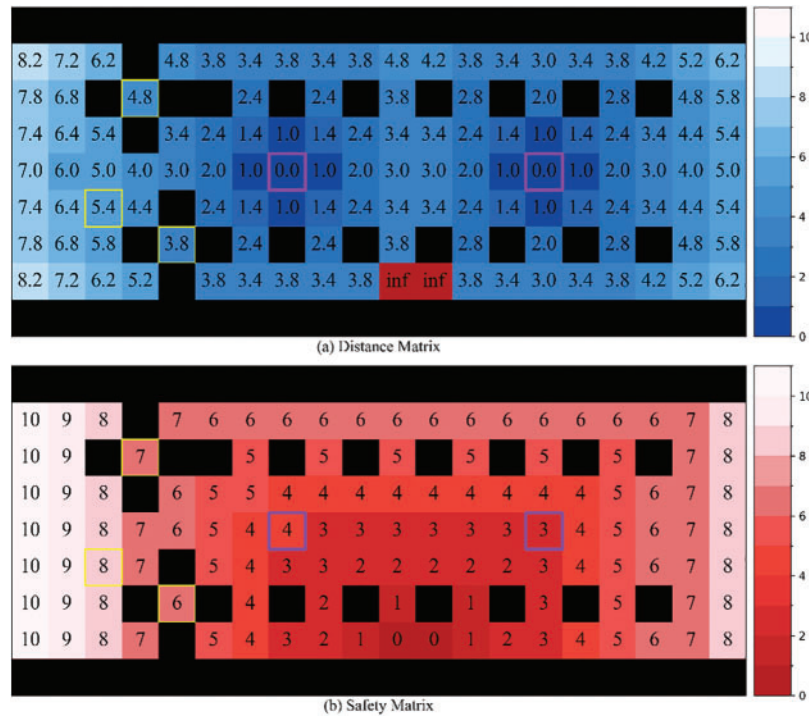 10
8.2 7.2 6.2 4.8 3.8 3.4 3.8 3.4 3.8 4.8 4.2 3.8 3.4 3.0 3.4 3.8 4.2 5.2 6.2
8
7.8 6.8 4.8 2.4 2.4 3.8 2.8 2.0 2.8 4.8 5.8
7.4 6.4 5.4 3.4 2.4 1.4 1.0 1.4 2.4 3.4 3.4 2.4 1.4 1.0 1.4 2.4 3.4 4.4 5.4
6
7.0 6.0 5.0 4.0 3.0 2.0 1.0 0.0 1.0 2.0 3.0 3.0 2.0 1.0 0.0 1.0 2.0 3.0 4.0 5.0
4
7.4 6.4 5.4 4.4 2.4 1.4 1.0 1.4 2.4 3.4 3.4 2.4 1.4 1.0 1.4 2.4 3.4 4.4 5.4
7.8 6.8 5.8 3.8 2.4 2.4 3.8 2.8 2.0 2.8 4.8 5.8
2
8.2 7.2 6.2 5.2 3.8 3.4 3.8 3.4 3.8 inf inf 3.8 3.4 3.0 3.4 3.8 4.2 5.2 6.2
0
(a) Distance Matrix
10
10 9 8 7 6 6 6 6 6 6 6 6 6 6 6 6 6 7 8
8
10 9 7 5 5 5 5 5 5 7 8
10 9 8 6 5 5 4 4 4 4 4 4 4 4 4 5 6 7 8
6
10 9 8 7 6 5 4 4 3 3 3 3 3 3 3 4 5 6 7 8
4
10 9 8 7 5 4 3 3 2 2 2 2 2 3 4 5 6 7 8
10 9 8 6 4 2 1 1 3 5 7 8
2
10 9 8 7 5 4 3 2 1 0 0 1 2 3 4 5 6 7 8
0
(b) Safety Matrix